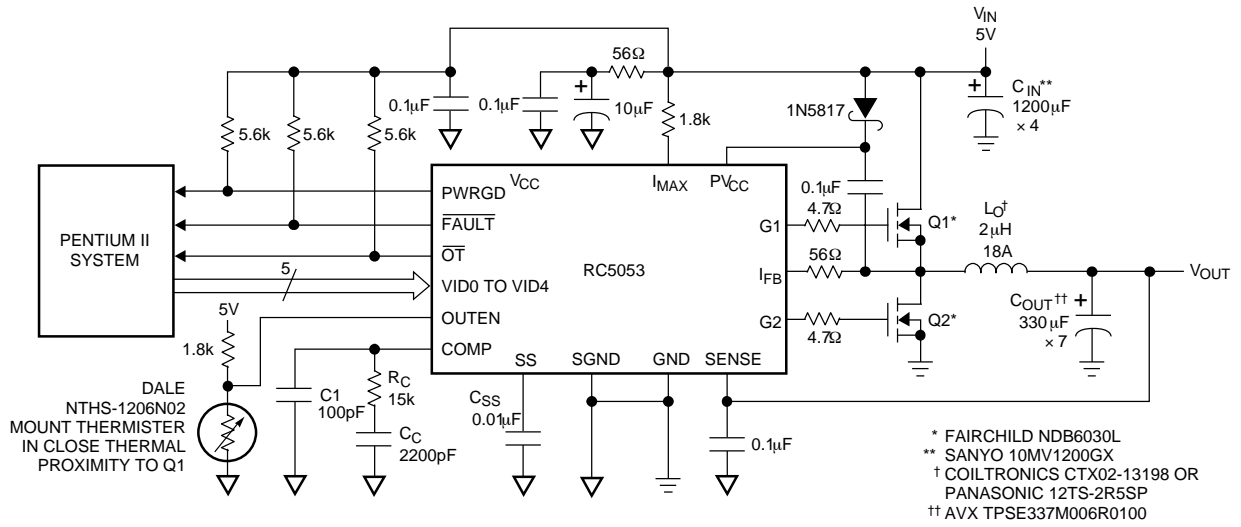 VIN
5V
CIN**
1200µF
× 4
56Ω
0.1µF
0.1µF
10µF
1.8k
1N5817
5.6k
5.6k
5.6k
PENTIUM II
SYSTEM
5
PWRGD
FAULT
OT
VID0 TO VID4
OUTEN
COMP
VCC
IMAX
PVCC
RC5053
G1
IFB
G2
SS
SGND
GND
SENSE
0.1µF
4.7Ω
56Ω
4.7Ω
Q1*
Q2*
LO†
2µH
18A
VOUT
COUT††
330µF
× 7
5V
1.8k
DALE
NTHS-1206N02
MOUNT THERMISTER
IN CLOSE THERMAL
PROXIMITY TO Q1
C1
100pF
RC
15k
CC
2200pF
CSS
0.01µF
0.1µF
* FAIRCHILD NDB6030L
** SANYO 10MV1200GX
† COILTRONICS CTX02-13198 OR
PANASONIC 12TS-2R5SP
†† AVX TPSE337M006R0100